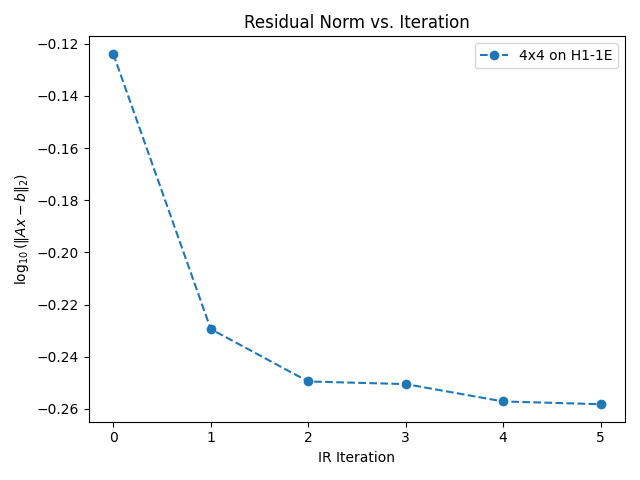 Residual Norm vs. Iteration
4x4 on H1-1E
−0.12
−0.14
−0.16
−0.18
−0.20
−0.22
−0.24
−0.26
log₁₀(‖Ax − b‖₂)
0 1 2 3 4 5
IR Iteration